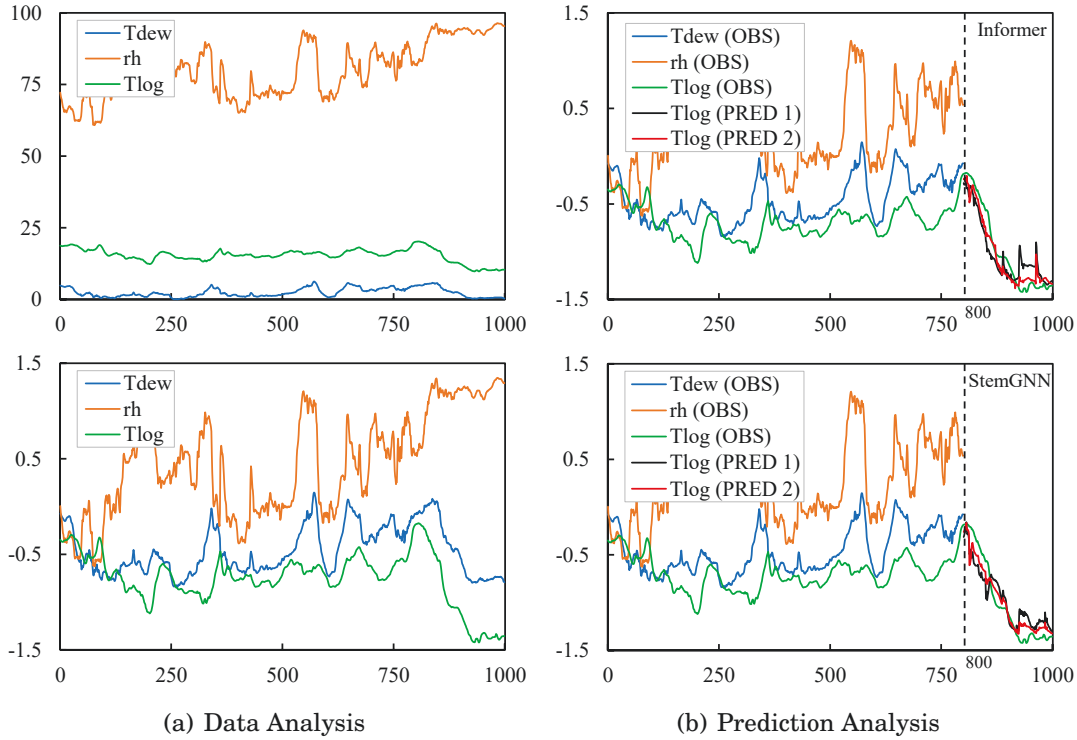 100
75
50
25
0
0 250 500 750 1000
Tdew
rh
Tlog
1.5
0.5
-0.5
-1.5
0 250 500 750 800 1000
Tdew (OBS)
rh (OBS)
Tlog (OBS)
Tlog (PRED 1)
Tlog (PRED 2)
Informer
1.5
0.5
-0.5
-1.5
0 250 500 750 1000
Tdew
rh
Tlog
1.5
0.5
-0.5
-1.5
0 250 500 750 800 1000
Tdew (OBS)
rh (OBS)
Tlog (OBS)
Tlog (PRED 1)
Tlog (PRED 2)
StemGNN
(a) Data Analysis
(b) Prediction Analysis